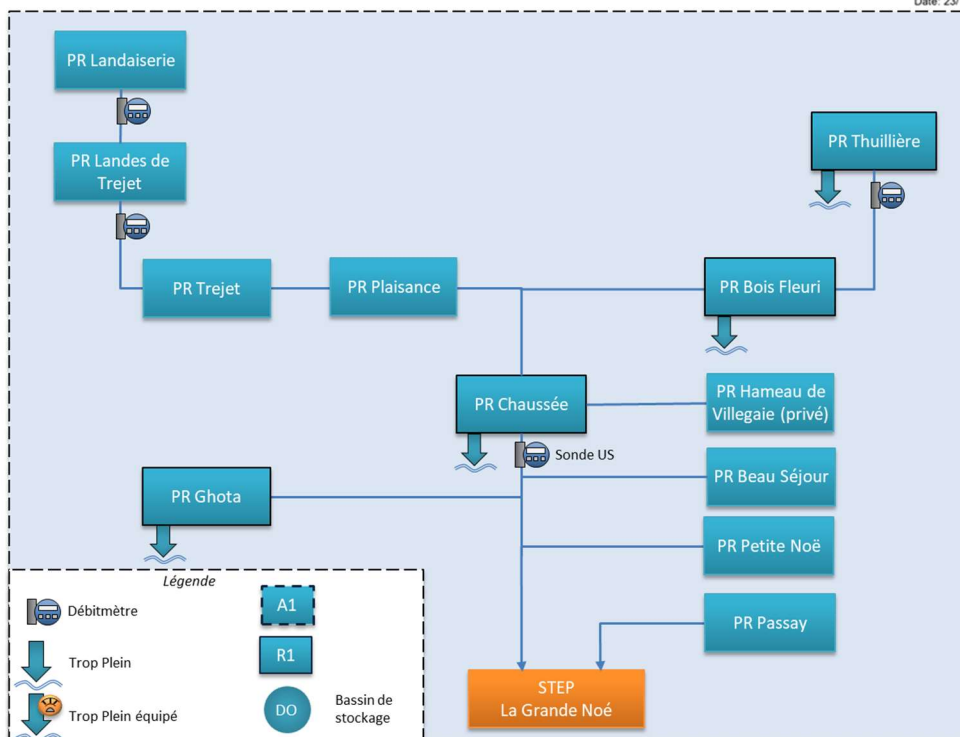 Date: 23/
PR Landaiserie
PR Landes de
Trejet
PR Thuillière
PR Trejet
PR Plaisance
PR Bois Fleuri
PR Chaussée
PR Hameau de
Villegaie (privé)
Sonde US
PR Beau Séjour
PR Ghota
PR Petite Noë
PR Passay
STEP
La Grande Noé
Légende
Débitmètre
A1
Trop Plein
R1
Trop Plein équipé
DO
Bassin de
stockage